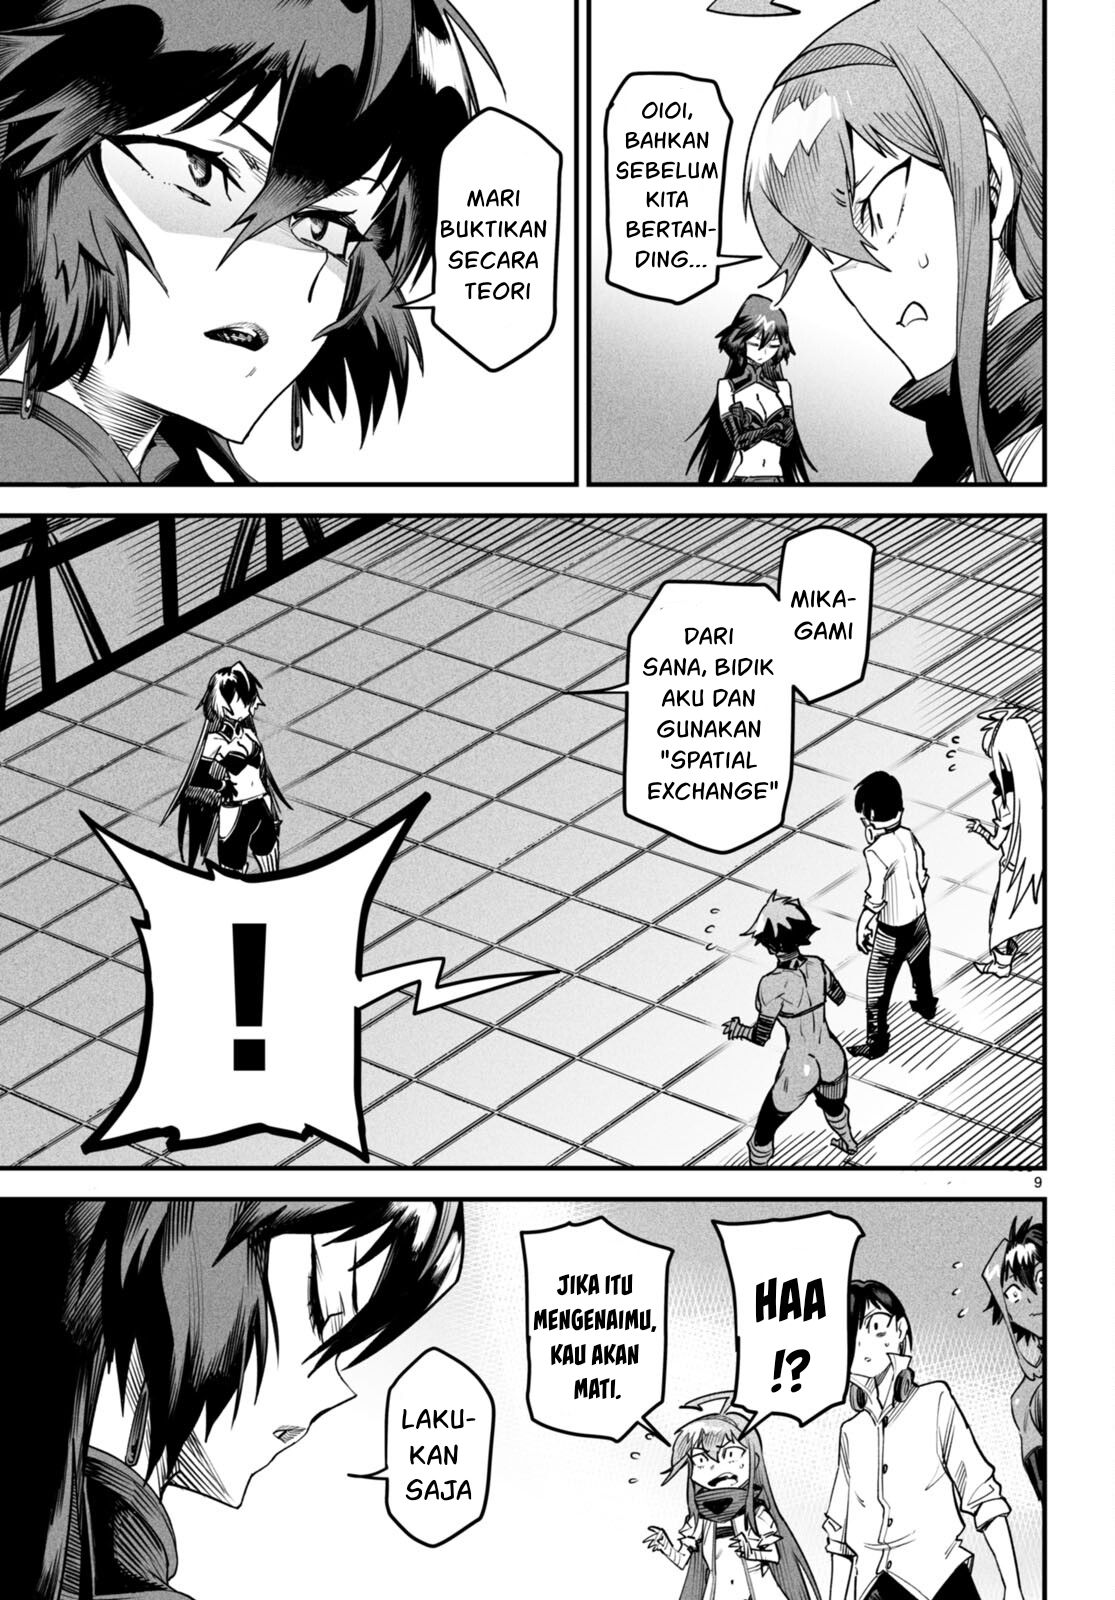 OIOI,
BAHKAN
SEBELUM
KITA
BERTAN-
DING...
MARI
BUKTIKAN
SECARA
TEORI
MIKA-
GAMI
DARI
SANA, BIDIK
AKU DAN
GUNAKAN
"SPATIAL
EXCHANGE"
!
9
HAA
!?
JIKA ITU
MENGENAIMU,
KAU AKAN
MATI.
LAKU-
KAN
SAJA